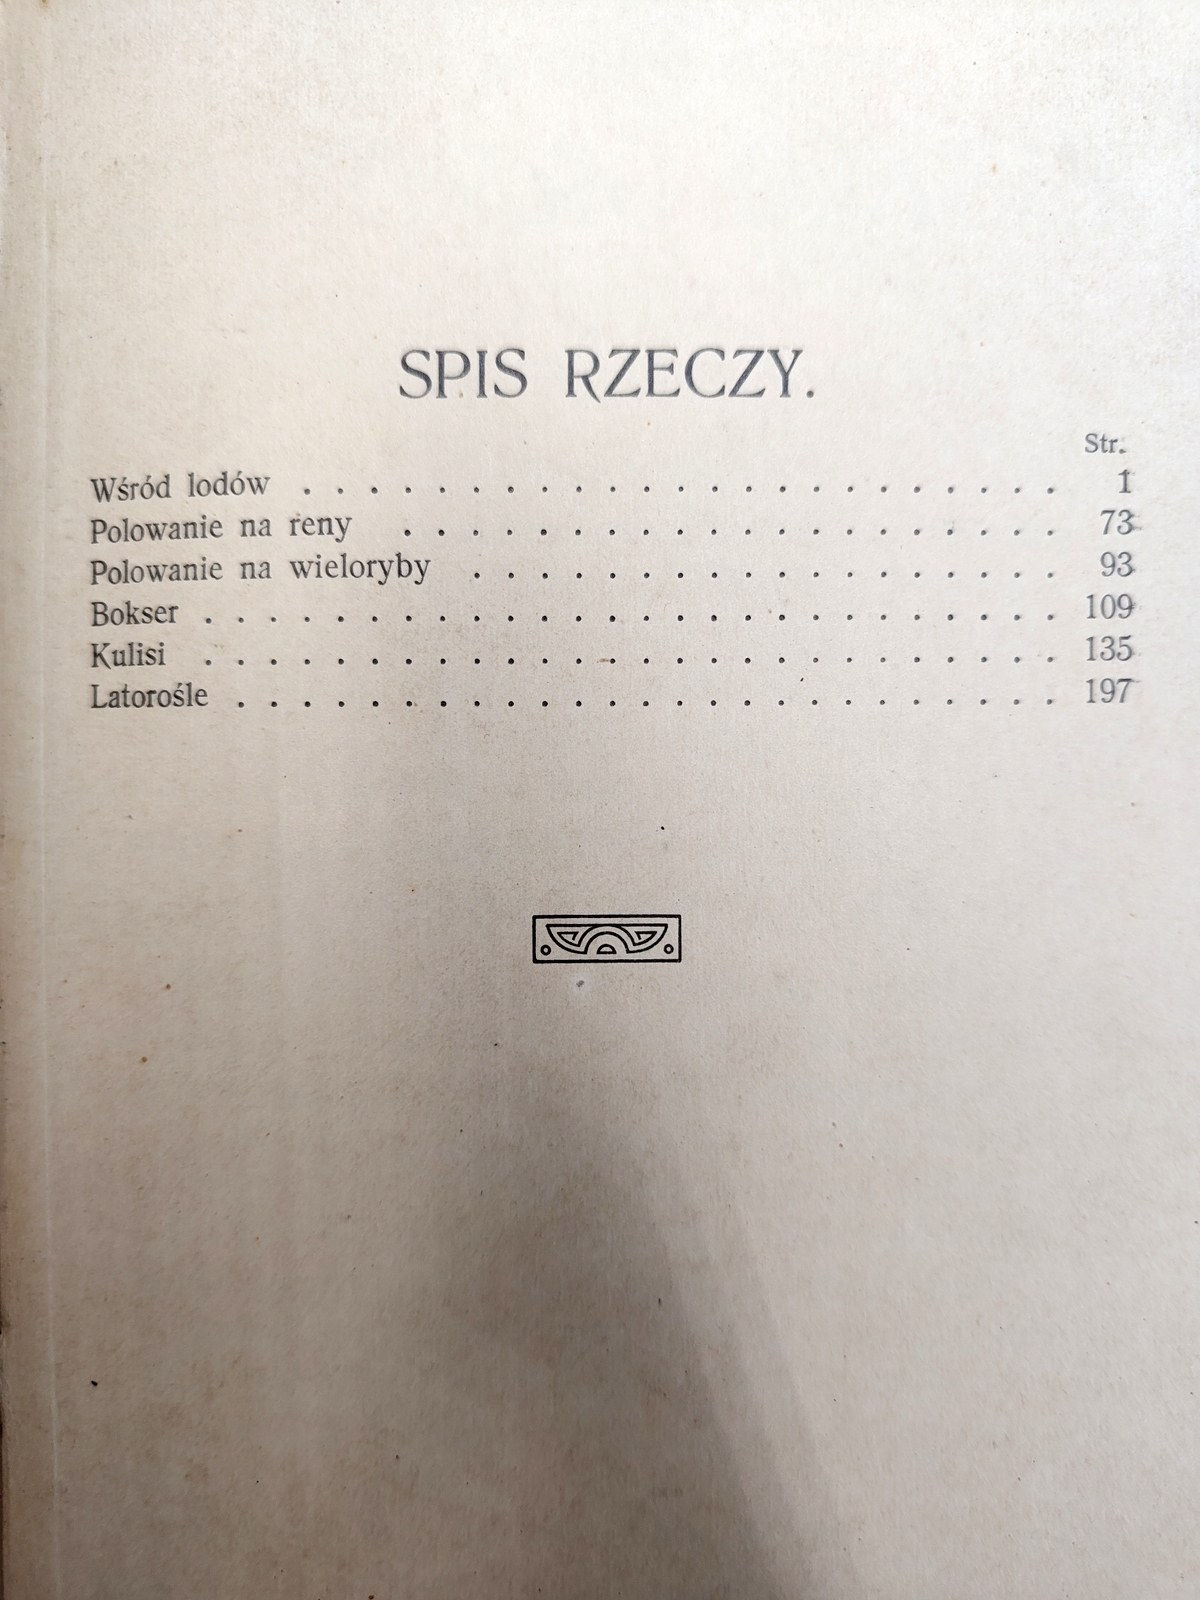 SPIS RZECZY.
Str.
Wśród lodów . . . . . . . . . . . . . . . . . . . . . . . 1
Polowanie na reny . . . . . . . . . . . . . . . . . . . . 73
Polowanie na wieloryby . . . . . . . . . . . . . . . . . . 93
Bokser . . . . . . . . . . . . . . . . . . . . . . . . . . 109
Kulisi . . . . . . . . . . . . . . . . . . . . . . . . . . 135
Latorośle . . . . . . . . . . . . . . . . . . . . . . . . . 197